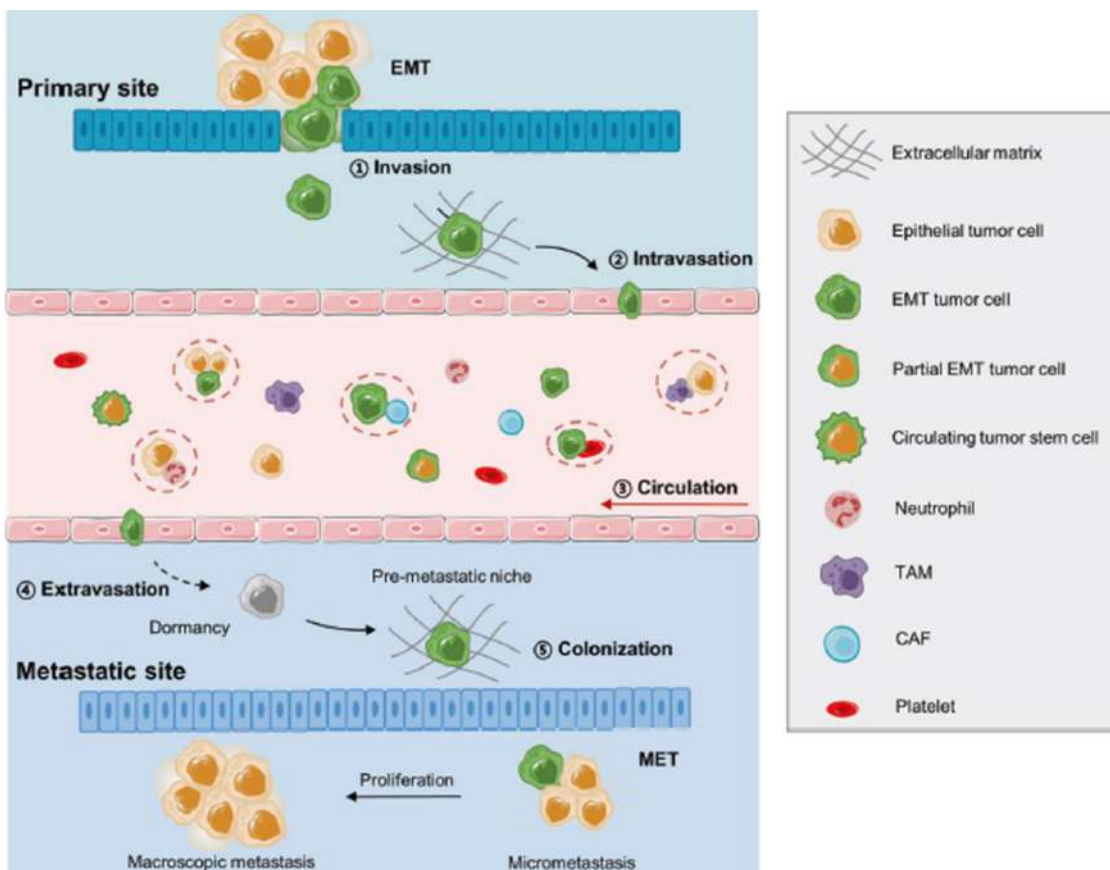 EMT
Primary site
① Invasion
② Intravasation
③ Circulation
④ Extravasation
Pre-metastatic niche
Dormancy
⑤ Colonization
Metastatic site
MET
Proliferation
Macroscopic metastasis
Micrometastasis
Extracellular matrix
Epithelial tumor cell
EMT tumor cell
Partial EMT tumor cell
Circulating tumor stem cell
Neutrophil
TAM
CAF
Platelet